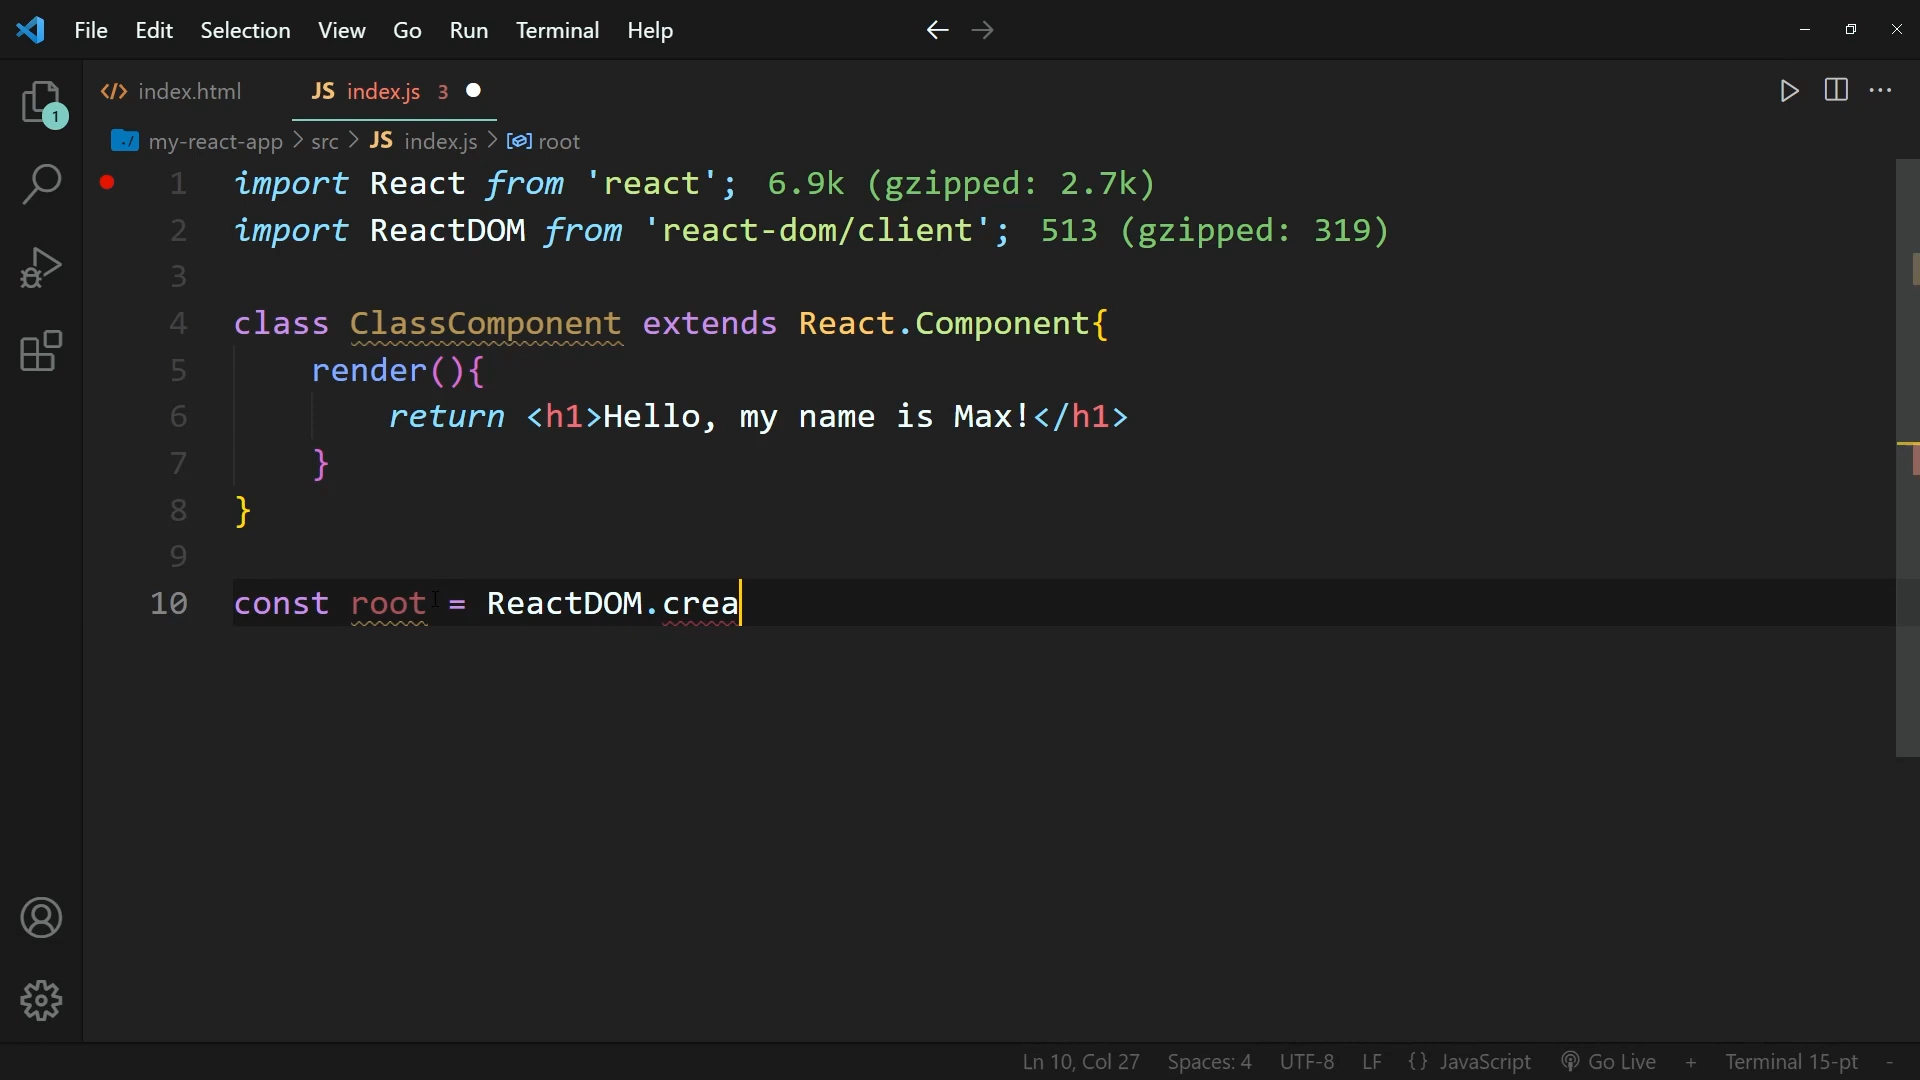 File Edit Selection View Go Run Terminal Help
</> index.html JS index.js 3
my-react-app > src > JS index.js > root
1
1 import React from 'react'; 6.9k (gzipped: 2.7k)
2 import ReactDOM from 'react-dom/client'; 513 (gzipped: 319)
3
4 class ClassComponent extends React.Component{
5 render(){
6 return <h1>Hello, my name is Max!</h1>
7 }
8 }
9
10 const root = ReactDOM.crea
Ln 10, Col 27 Spaces: 4 UTF-8 LF {} JavaScript Go Live + Terminal 15-pt -